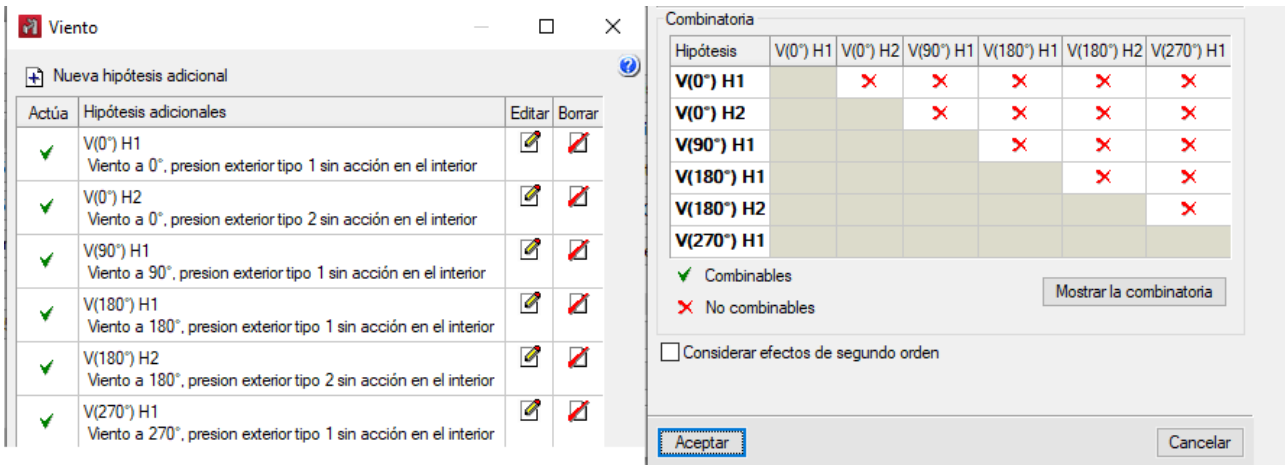 Viento
Nueva hipótesis adicional
Actúa Hipótesis adicionales Editar Borrar
V(0°) H1
Viento a 0°, presion exterior tipo 1 sin acción en el interior
V(0°) H2
Viento a 0°, presion exterior tipo 2 sin acción en el interior
V(90°) H1
Viento a 90°, presion exterior tipo 1 sin acción en el interior
V(180°) H1
Viento a 180°, presion exterior tipo 1 sin acción en el interior
V(180°) H2
Viento a 180°, presion exterior tipo 2 sin acción en el interior
V(270°) H1
Viento a 270°, presion exterior tipo 1 sin acción en el interior
Combinatoria
Hipótesis V(0°) H1 V(0°) H2 V(90°) H1 V(180°) H1 V(180°) H2 V(270°) H1
V(0°) H1
V(0°) H2
V(90°) H1
V(180°) H1
V(180°) H2
V(270°) H1
Combinables
Mostrar la combinatoria
No combinables
Considerar efectos de segundo orden
Aceptar Cancelar